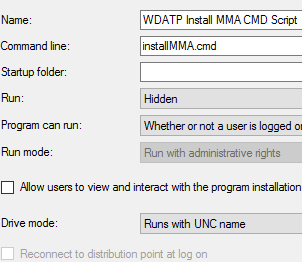 Name: WDATP Install MMA CMD Script
Command line: installMMA.cmd
Startup folder:
Run: Hidden
Program can run: Whether or not a user is logged on
Run mode: Run with administrative rights
Allow users to view and interact with the program installation
Drive mode: Runs with UNC name
Reconnect to distribution point at log on